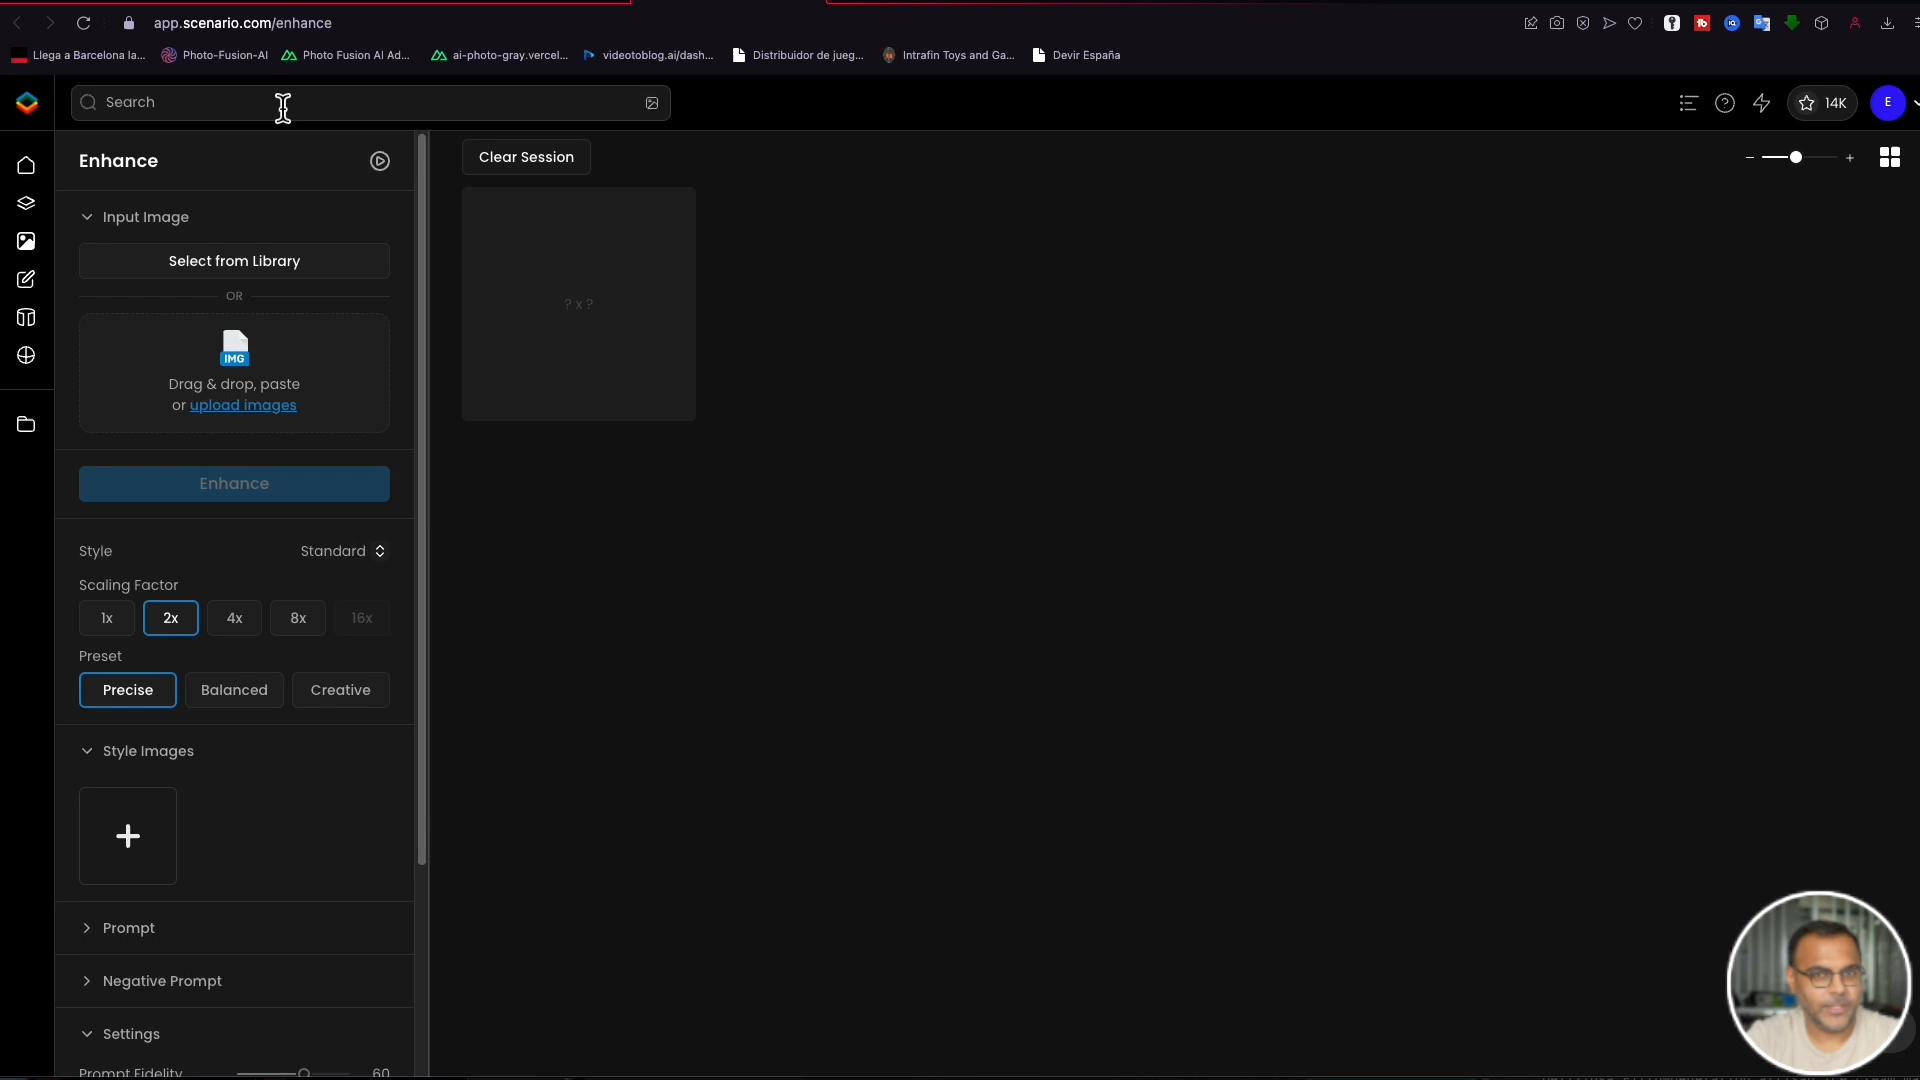 app.scenario.com/enhance
Llega a Barcelona la...
Photo-Fusion-AI
Photo Fusion AI Ad...
ai-photo-gray.vercel...
videotoblog.ai/dash...
Distribuidor de jueg...
Intrafin Toys and Ga...
Devir España
Search
14K
E
Enhance
Clear Session
Input Image
Select from Library
OR
IMG
Drag & drop, paste
or upload images
? x ?
Enhance
Style Standard
Scaling Factor
1x 2x 4x 8x 16x
Preset
Precise Balanced Creative
Style Images
Prompt
Negative Prompt
Settings
Prompt Fidelity 60